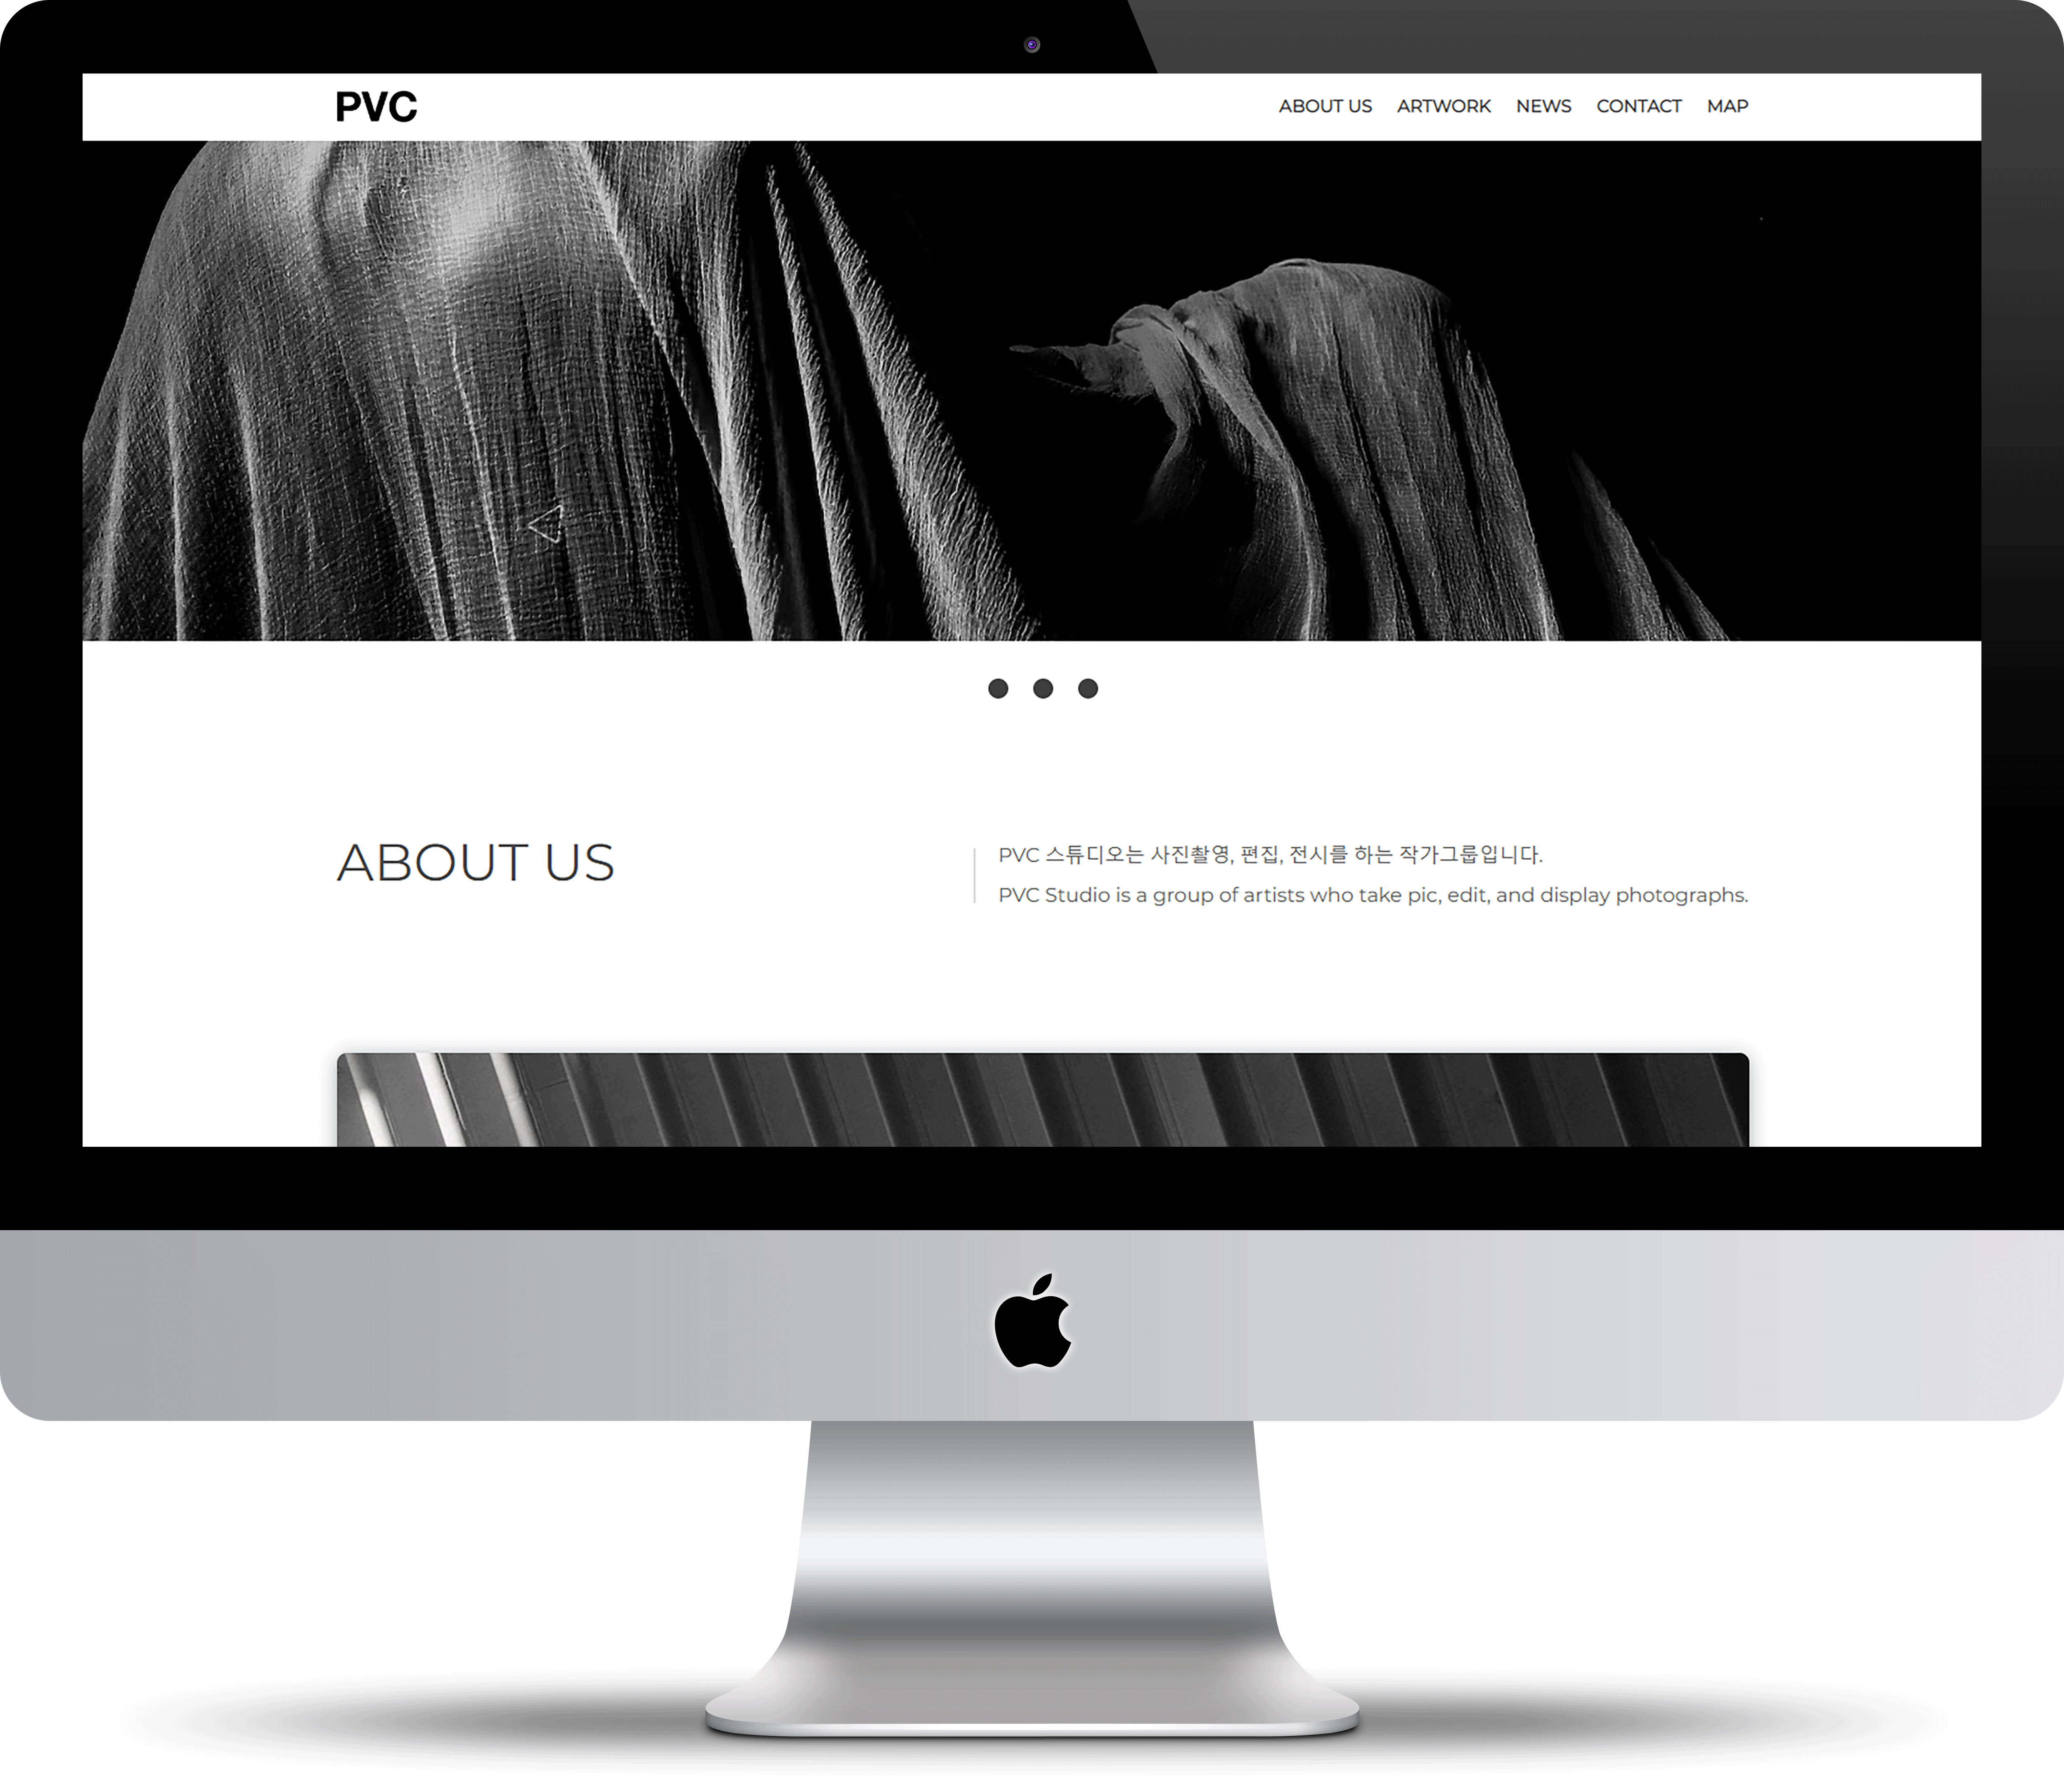 PVC
ABOUT US ARTWORK NEWS CONTACT MAP
ABOUT US
PVC 스튜디오는 사진촬영, 편집, 전시를 하는 작가그룹입니다.
PVC Studio is a group of artists who take pic, edit, and display photographs.